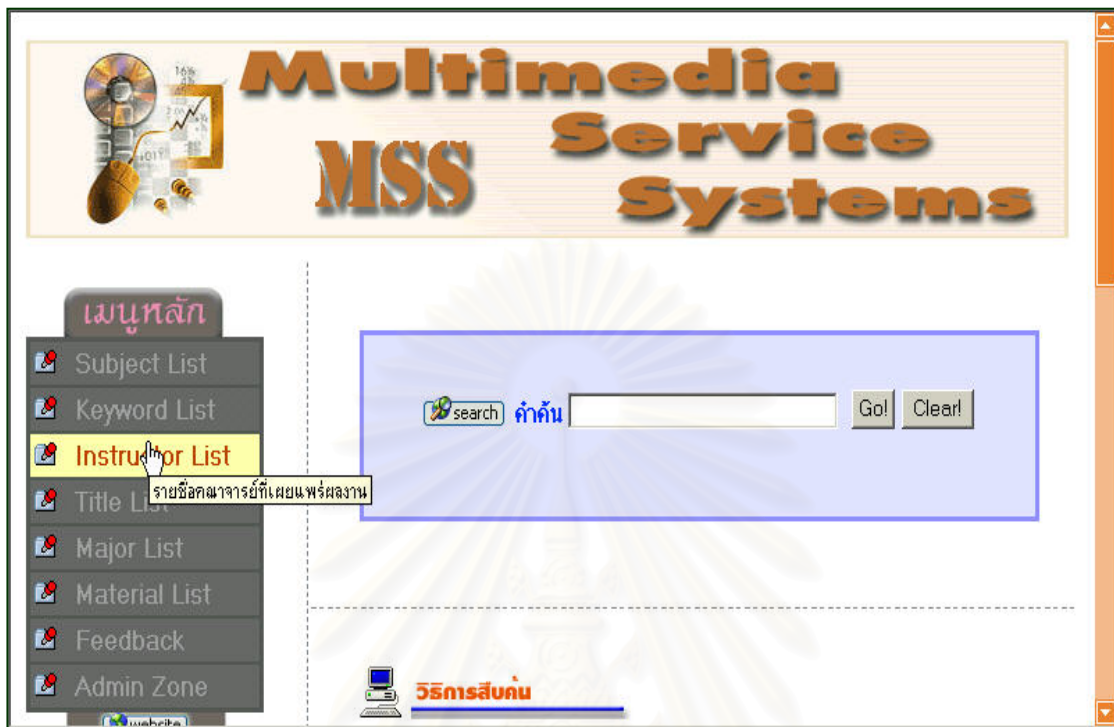 Multimedia
Service
MSS
Systems
เมนูหลัก
Subject List
Keyword List
search คำค้น Go! Clear!
Instructor List
รายชื่อคณาจารย์ที่เผยแพร่ผลงาน
Title List
Major List
Material List
Feedback
Admin Zone
วิธิการสืบค้น
website